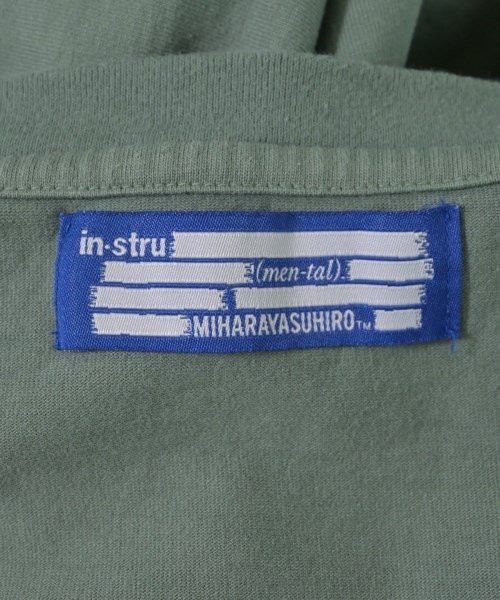 in·stru
(men-tal).
MIHARAYASUHIRO™